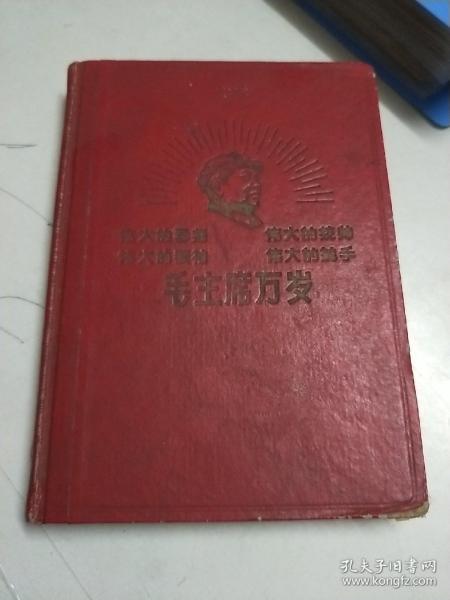 伟大的导师 伟大的统帅
伟大的领袖 伟大的舵手
毛主席万岁
孔夫子旧书网
www.kongfz.com